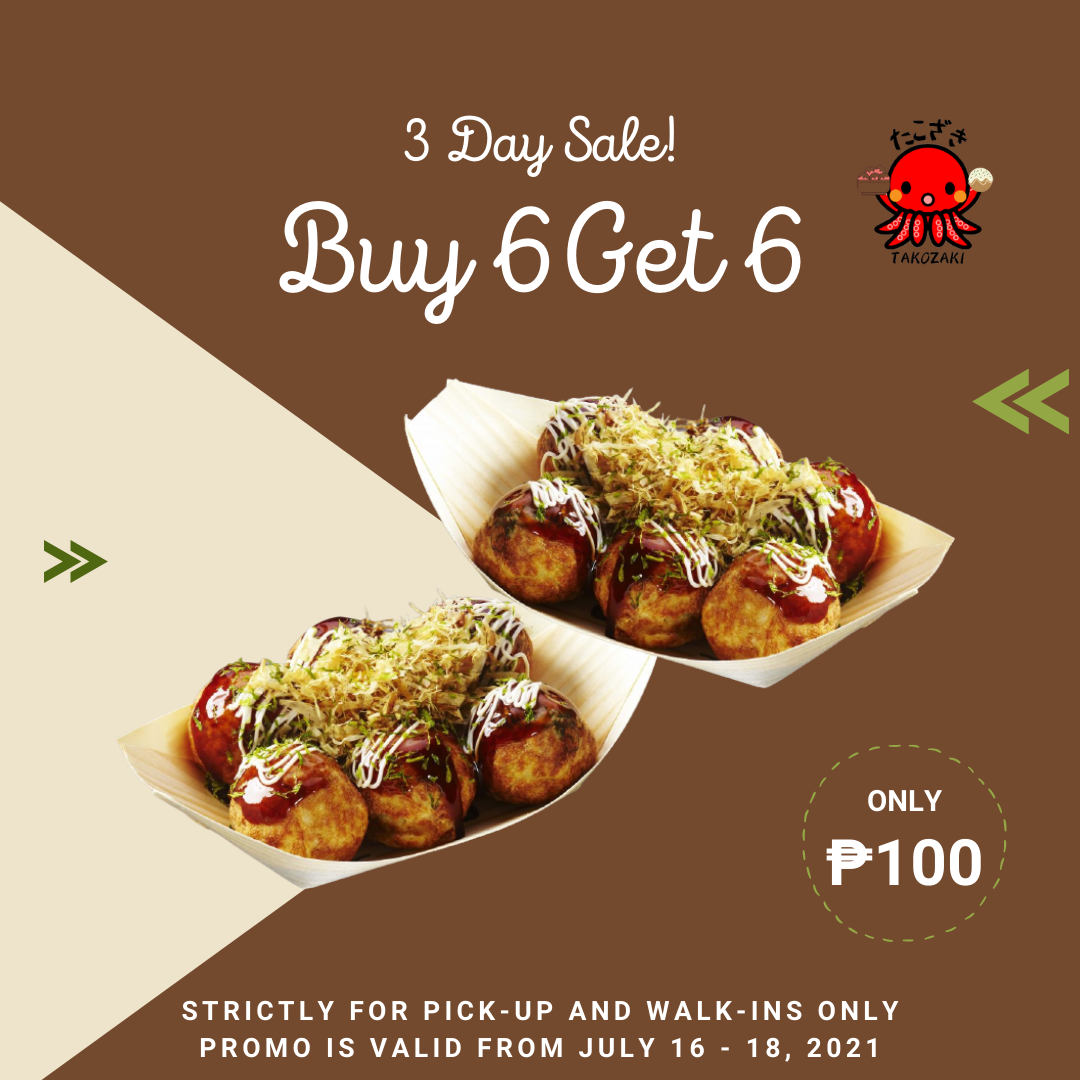 3 Day Sale!
Buy 6 Get 6
たこざき
TAKOZAKI
ONLY
₱100
STRICTLY FOR PICK-UP AND WALK-INS ONLY
PROMO IS VALID FROM JULY 16 - 18, 2021